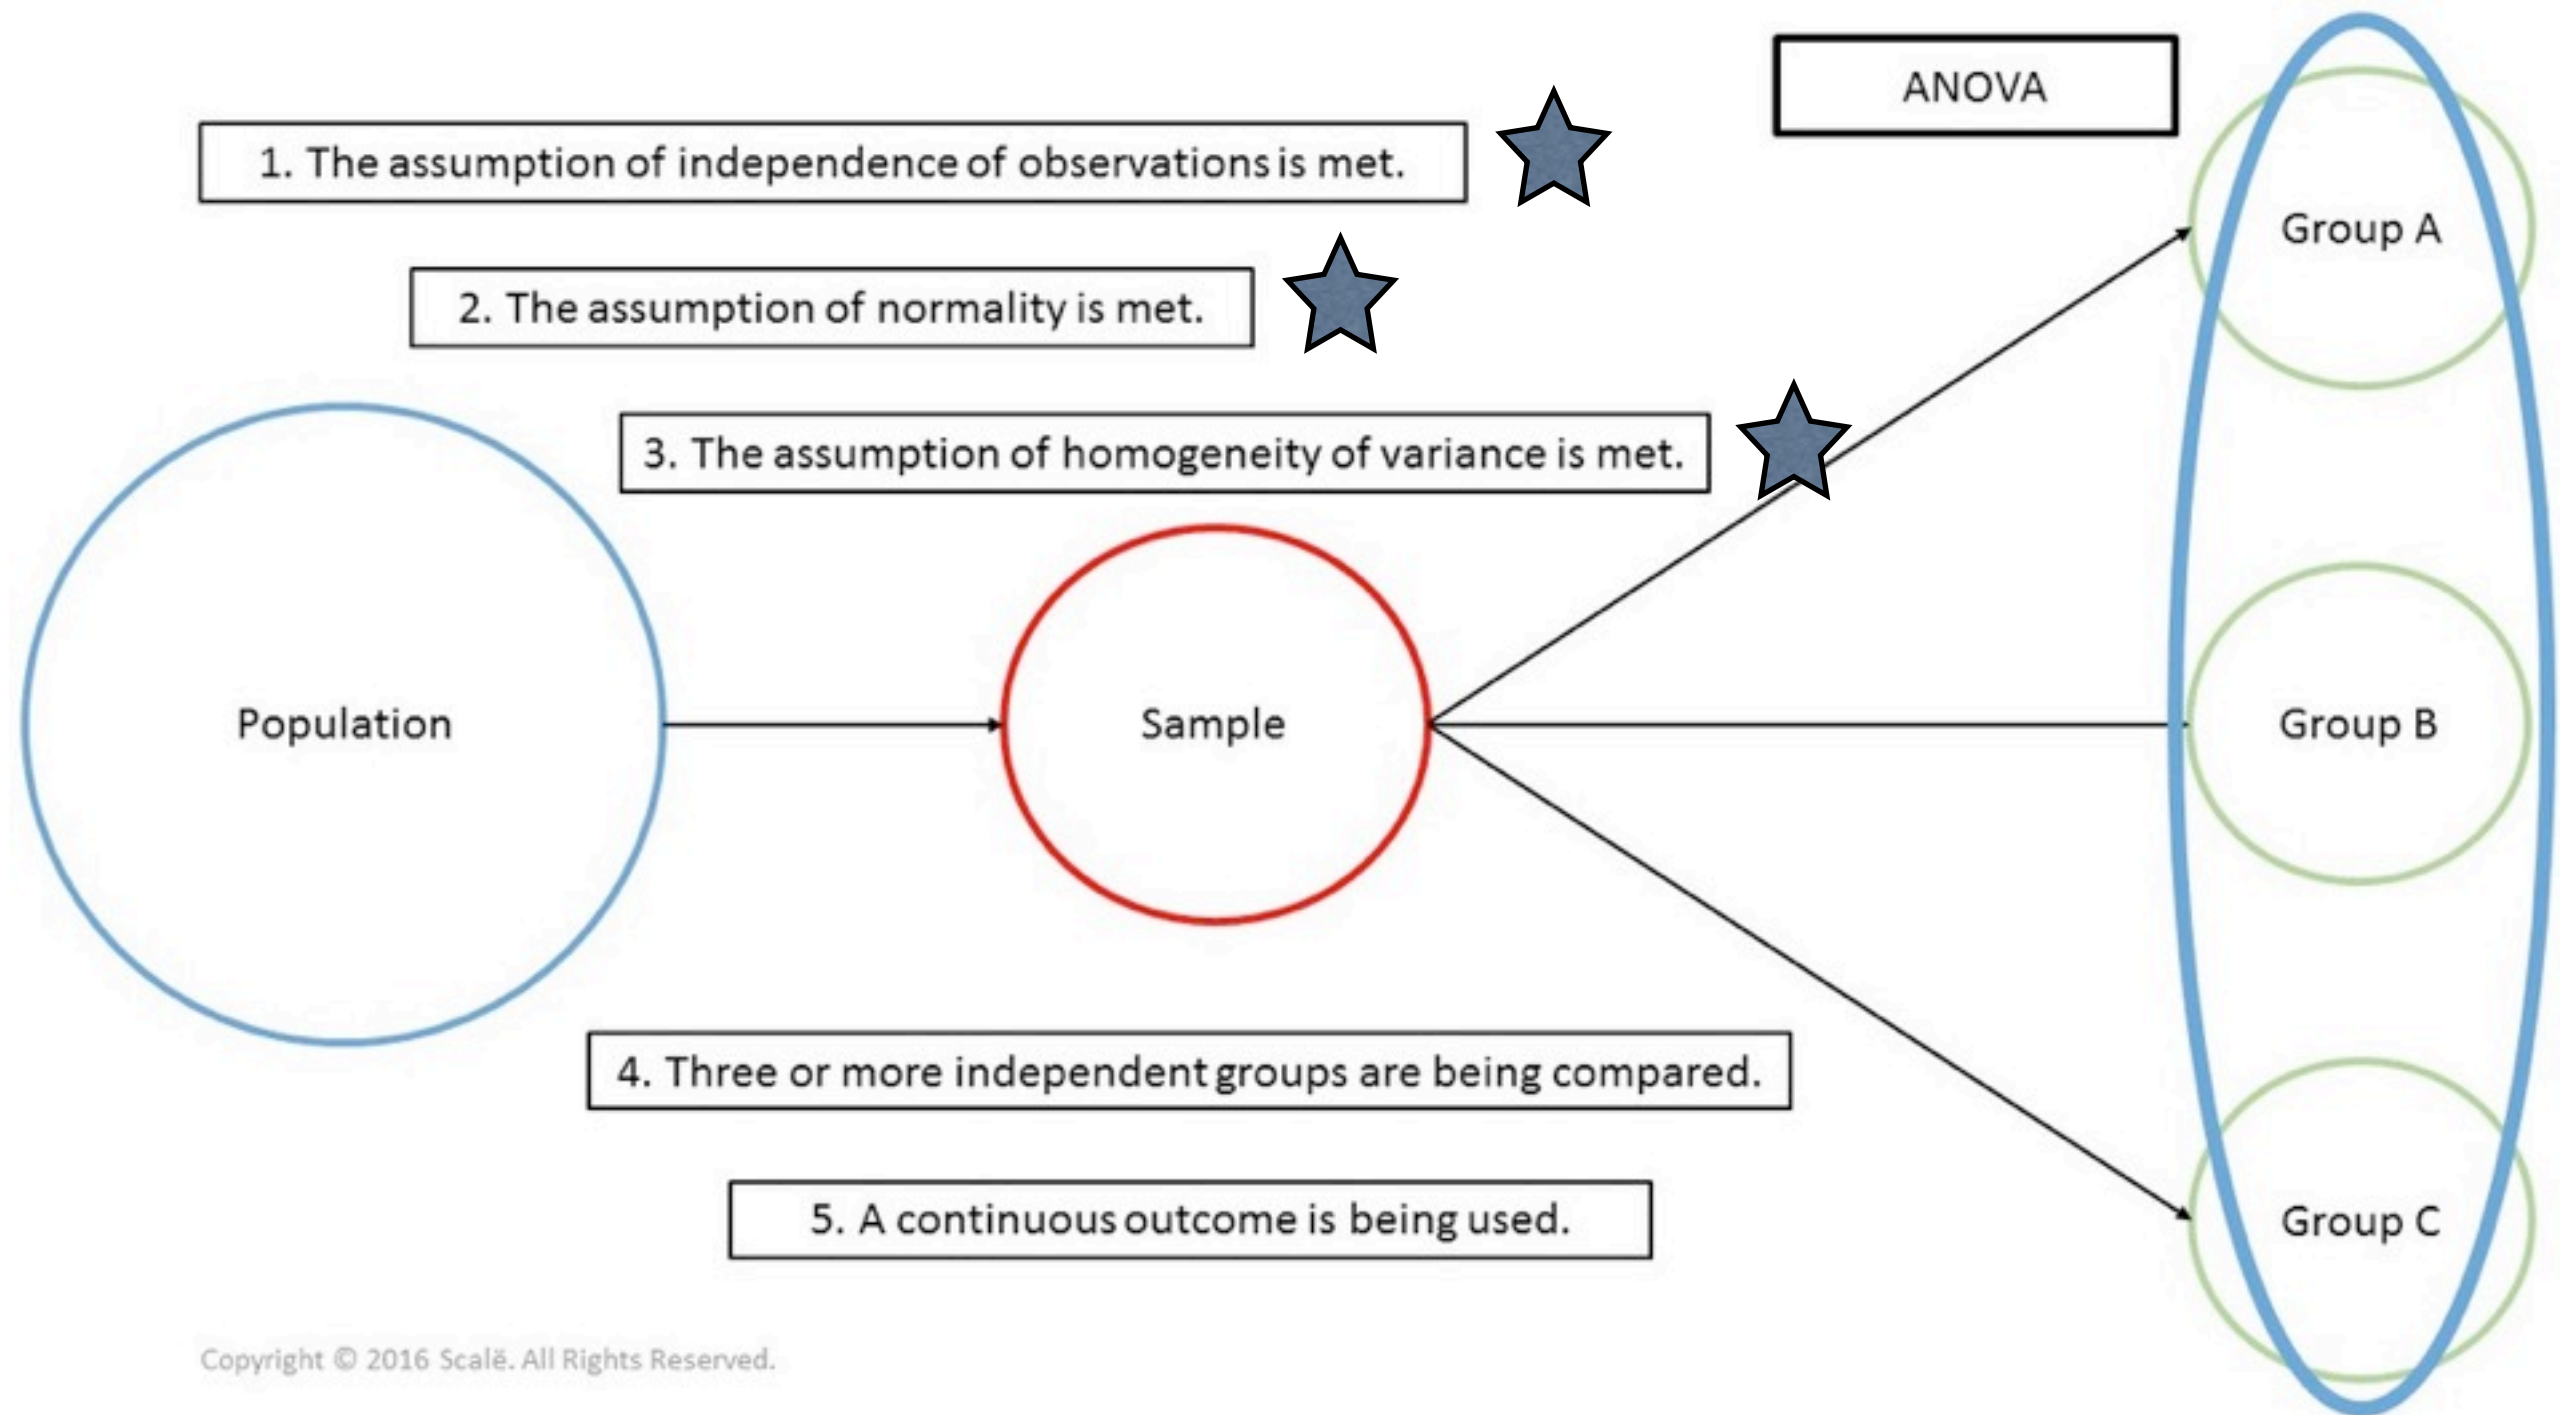 ANOVA
1. The assumption of independence of observations is met.
Group A
2. The assumption of normality is met.
3. The assumption of homogeneity of variance is met.
Population
Sample
Group B
4. Three or more independent groups are being compared.
5. A continuous outcome is being used.
Group C
Copyright © 2016 Scalë. All Rights Reserved.